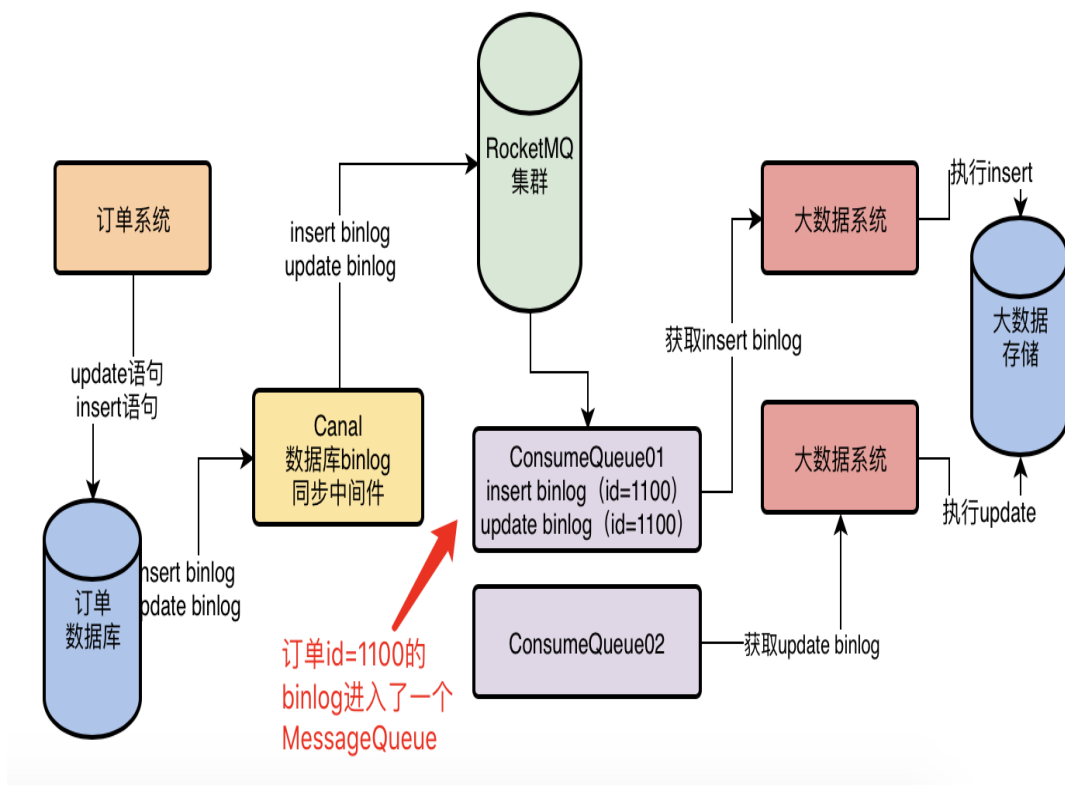 订单系统
update语句
insert语句
订单
数据库
nsert binlog
pdate binlog
Canal
数据库binlog
同步中间件
insert binlog
update binlog
RocketMQ
集群
ConsumeQueue01
insert binlog（id=1100）
update binlog（id=1100）
ConsumeQueue02
订单id=1100的
binlog进入了一个
MessageQueue
获取insert binlog
获取update binlog
大数据系统
执行insert
大数据系统
执行update
大数据
存储